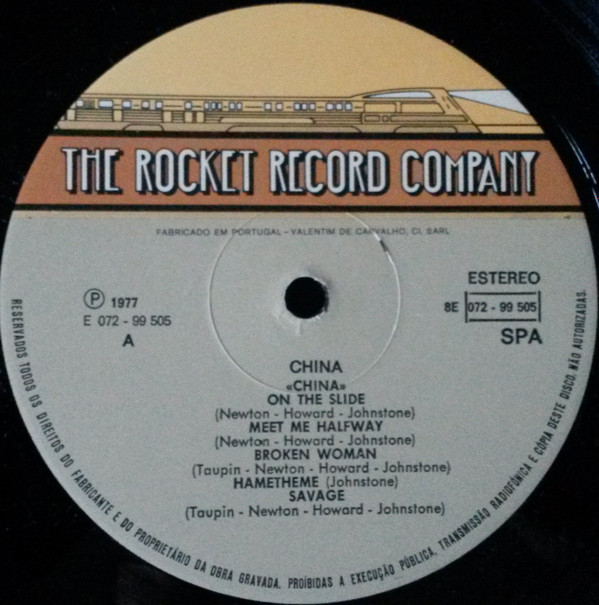 THE ROCKET RECORD COMPANY
FABRICADO EM PORTUGAL - VALENTIM DE CARVALHO, CI, SARL
Ⓟ 1977
E 072 - 99 505
A
ESTEREO
8E 072 - 99 505
SPA
CHINA
«CHINA»
ON THE SLIDE
(Newton - Howard - Johnstone)
MEET ME HALFWAY
(Newton - Howard - Johnstone)
BROKEN WOMAN
(Taupin - Newton - Howard - Johnstone)
HAMETHEME (Johnstone)
SAVAGE
(Taupin - Newton - Howard - Johnstone)
RESERVADOS TODOS OS DIREITOS DO FABRICANTE E DO PROPRIETÁRIO DA OBRA GRAVADA. PROÍBIDAS A EXECUÇÃO PÚBLICA, TRANSMISSÃO RADIOFÓNICA E CÓPIA DESTE DISCO, NÃO AUTORIZADAS.